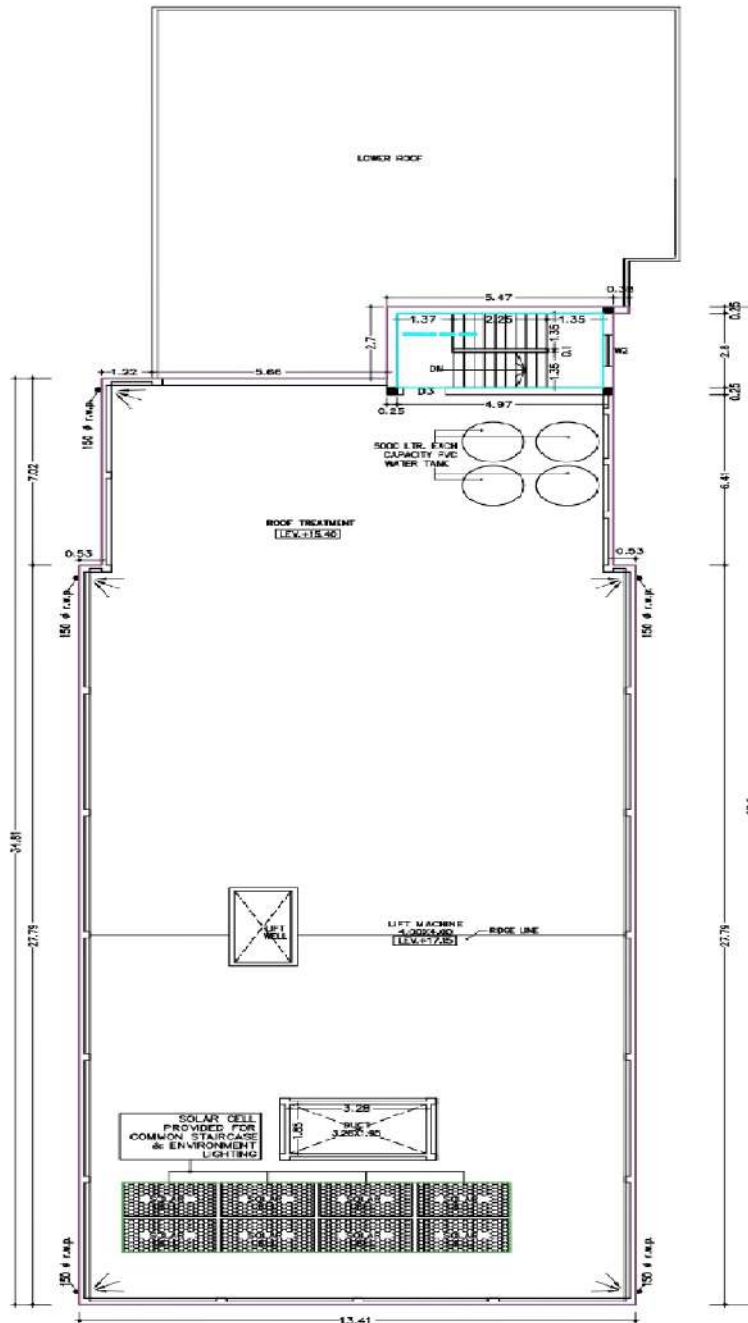 LOWER ROOF
5.47
0.38
0.25
1.37
2.25
1.35
1.35
2.7
0.1
W2
2.8
1.22
5.66
DN
1.35
0.25
D3
0.25
4.97
150 ø r.w.p.
5000 LTR. EACH
CAPACITY PVC
WATER TANK
7.02
6.41
ROOF TREATMENT
LEV.+15.40
0.53
0.53
150 ø r.w.p.
150 ø r.w.p.
34.81
27.79
27.79
LIFT
WELL
LIFT MACHINE
LEV.+17.15
RIDGE LINE
3.28
1.85
SOLAR CELL
PROVIDED FOR
COMMON STAIRCASE
& ENVIRONMENT
LIGHTING
150 ø r.w.p.
150 ø r.w.p.
13.41